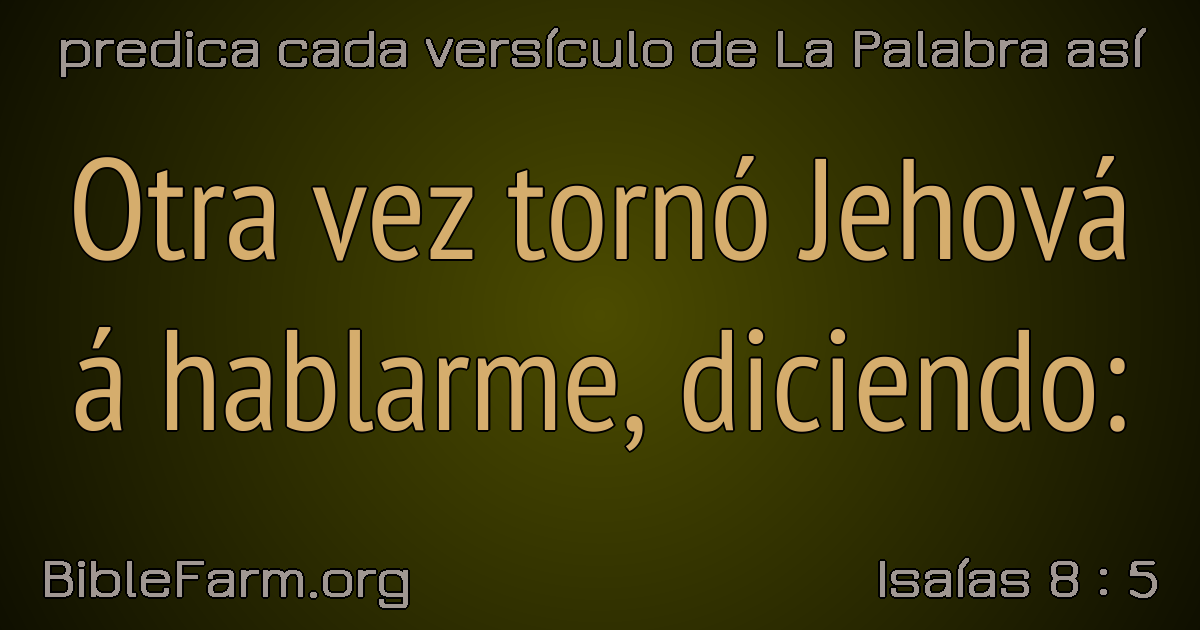 predica cada versículo de La Palabra así
Otra vez tornó Jehová
á hablarme, diciendo:
BibleFarm.org
Isaías 8 : 5